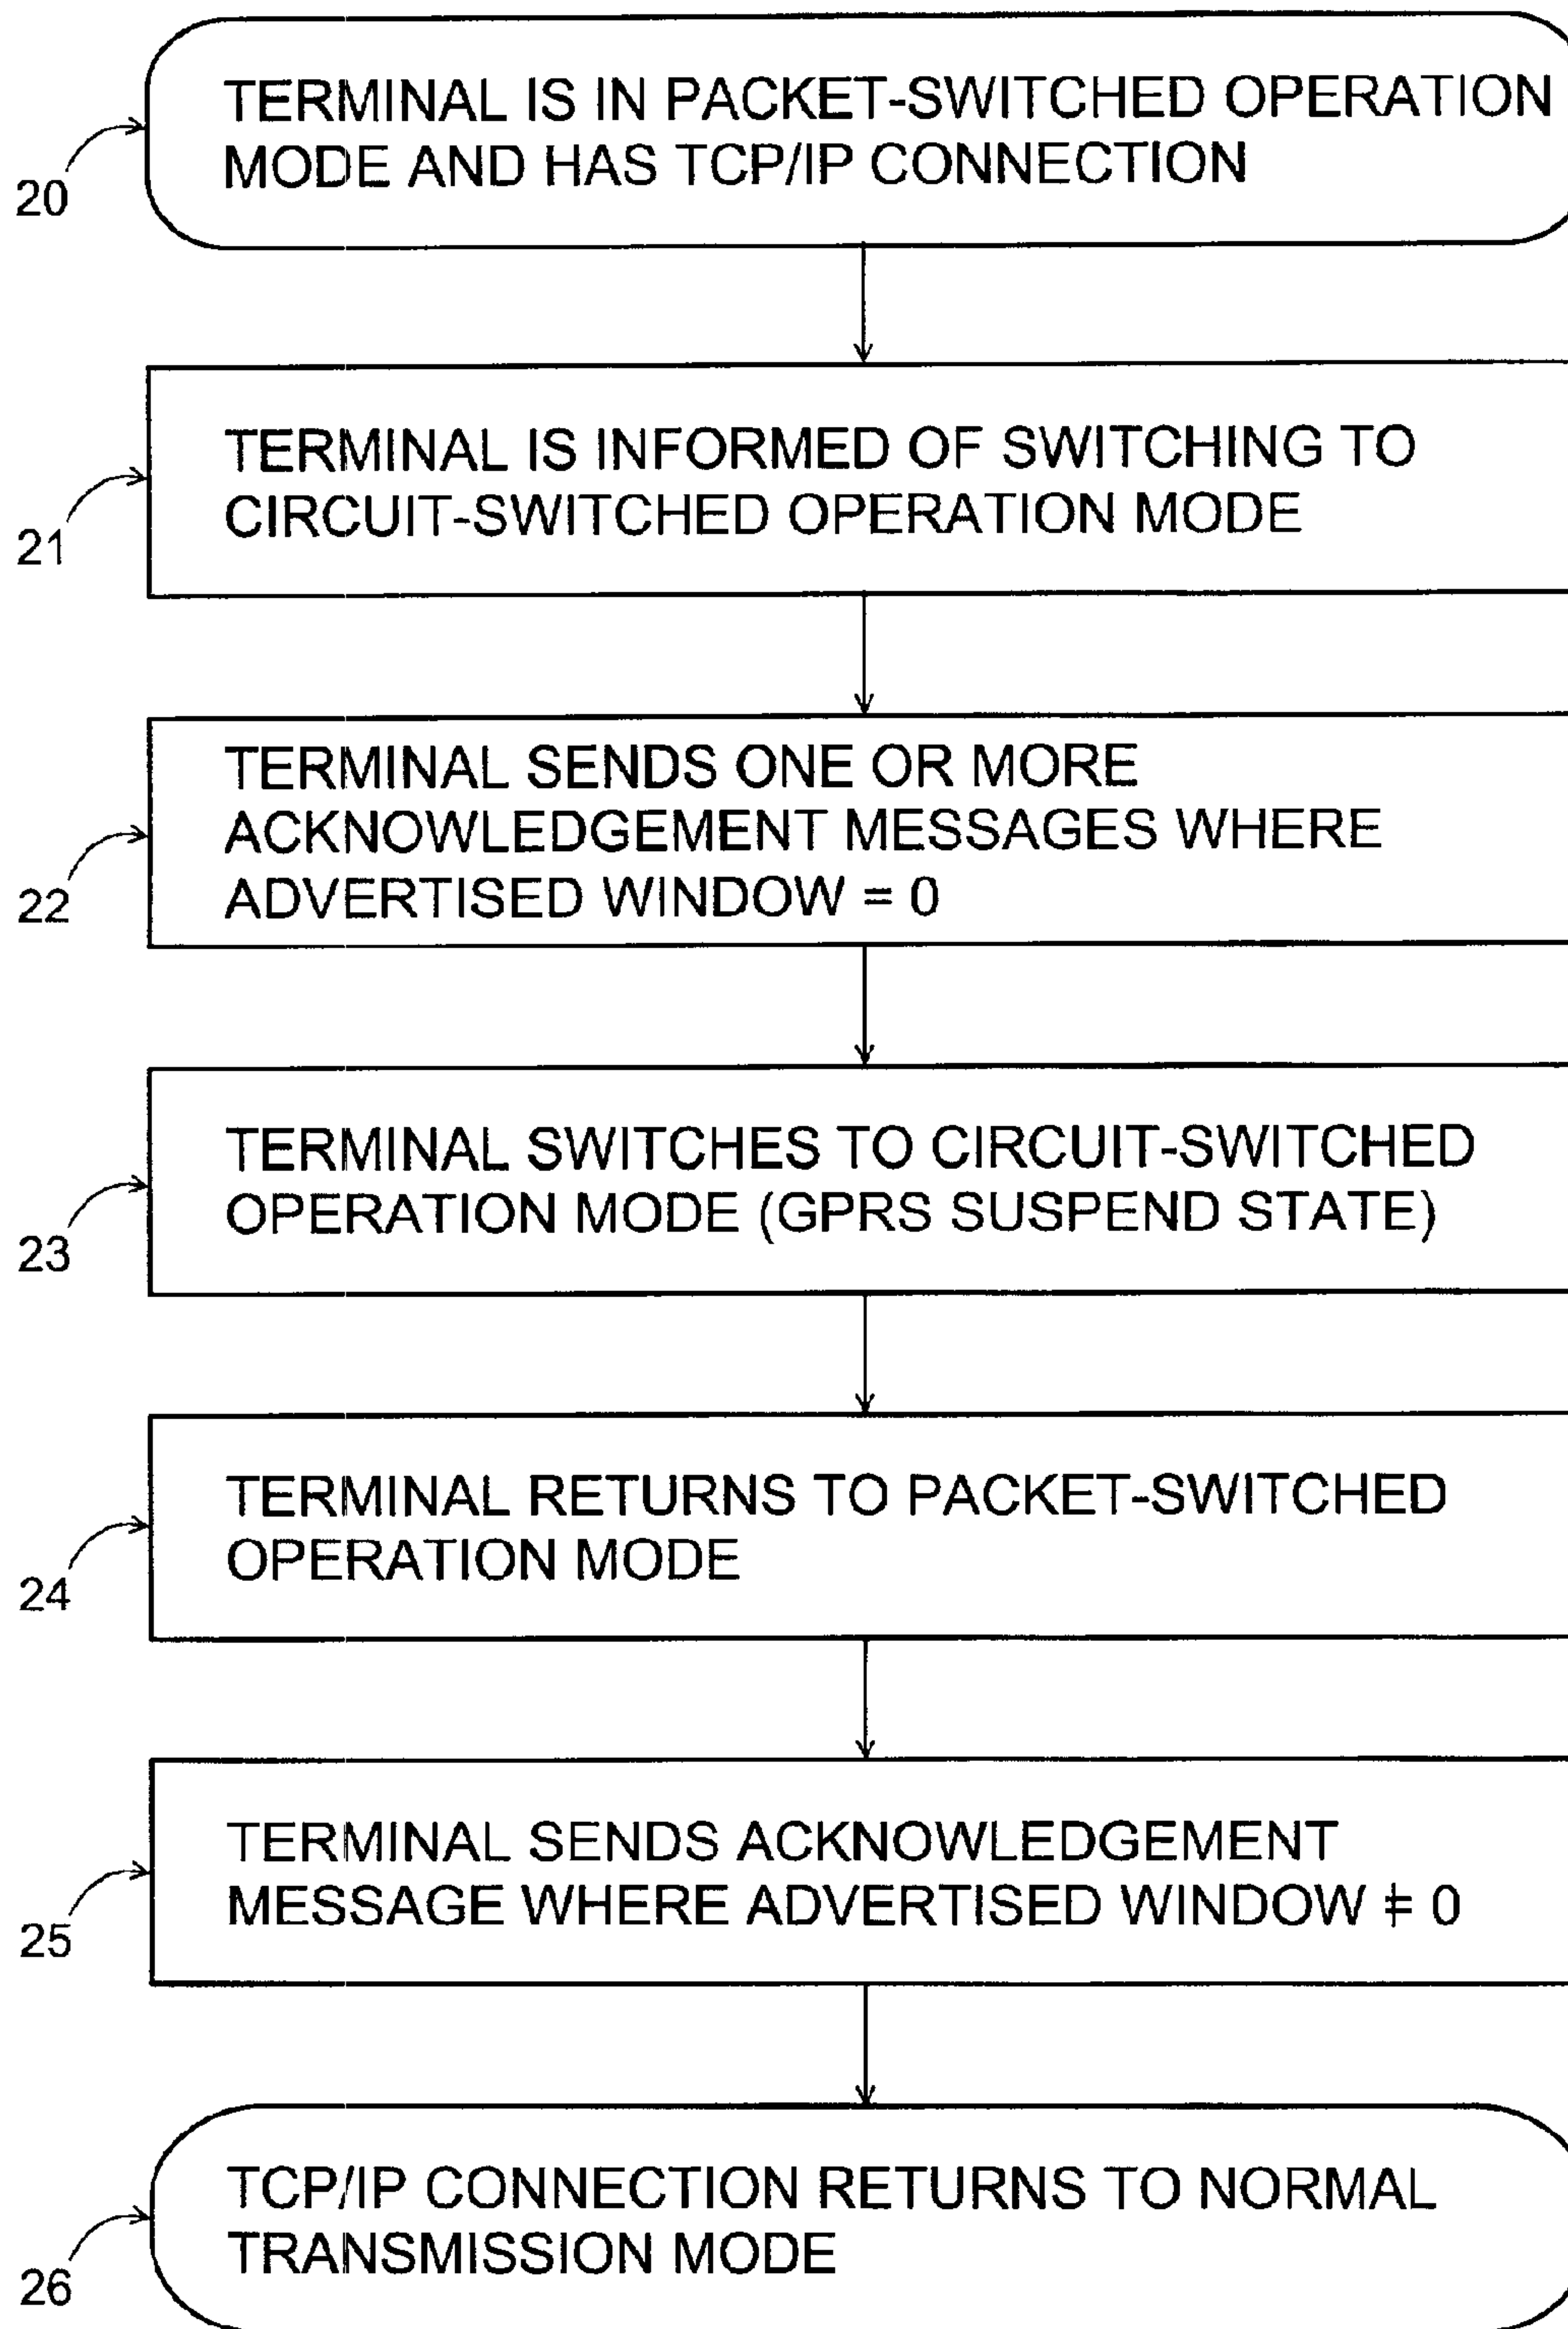 TERMINAL IS IN PACKET-SWITCHED OPERATION
MODE AND HAS TCP/IP CONNECTION
20
TERMINAL IS INFORMED OF SWITCHING TO
CIRCUIT-SWITCHED OPERATION MODE
21
TERMINAL SENDS ONE OR MORE
ACKNOWLEDGEMENT MESSAGES WHERE
ADVERTISED WINDOW = 0
22
TERMINAL SWITCHES TO CIRCUIT-SWITCHED
OPERATION MODE (GPRS SUSPEND STATE)
23
TERMINAL RETURNS TO PACKET-SWITCHED
OPERATION MODE
24
TERMINAL SENDS ACKNOWLEDGEMENT
MESSAGE WHERE ADVERTISED WINDOW ≠ 0
25
TCP/IP CONNECTION RETURNS TO NORMAL
TRANSMISSION MODE
26